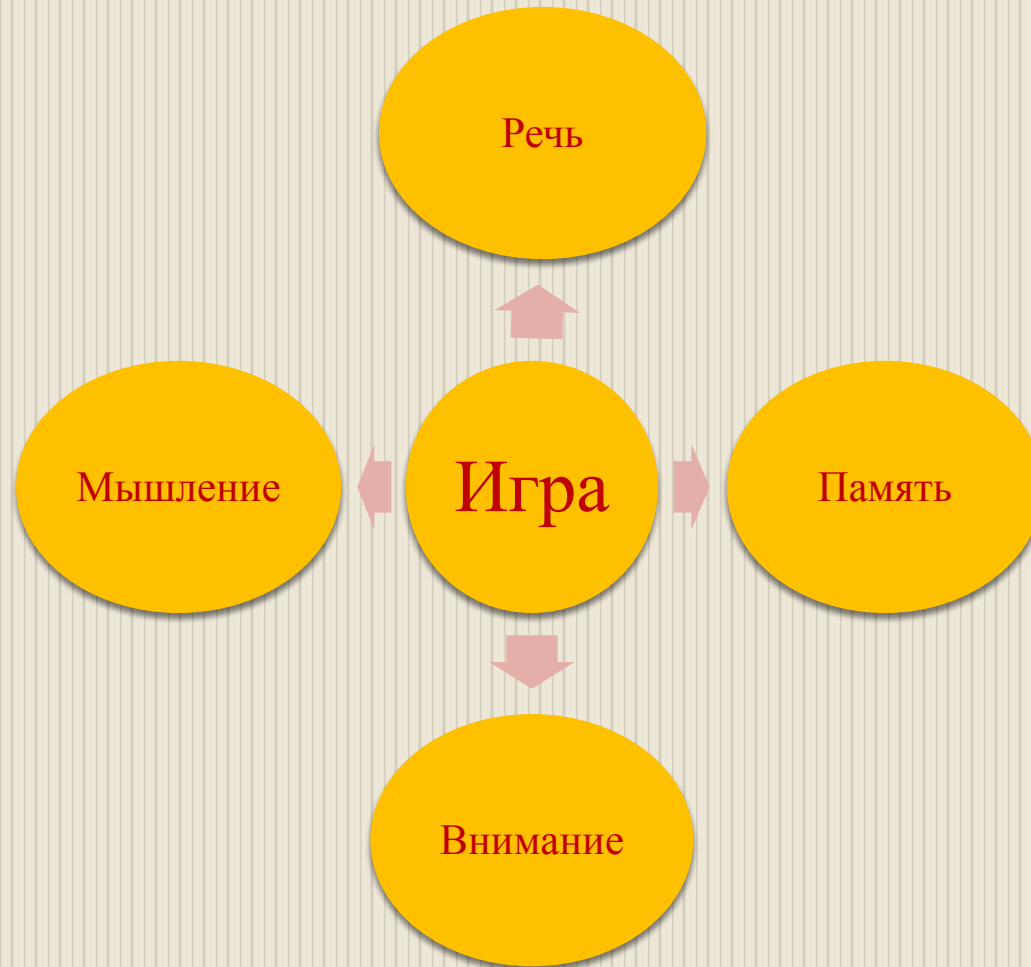 Речь
Мышление
Игра
Память
Внимание